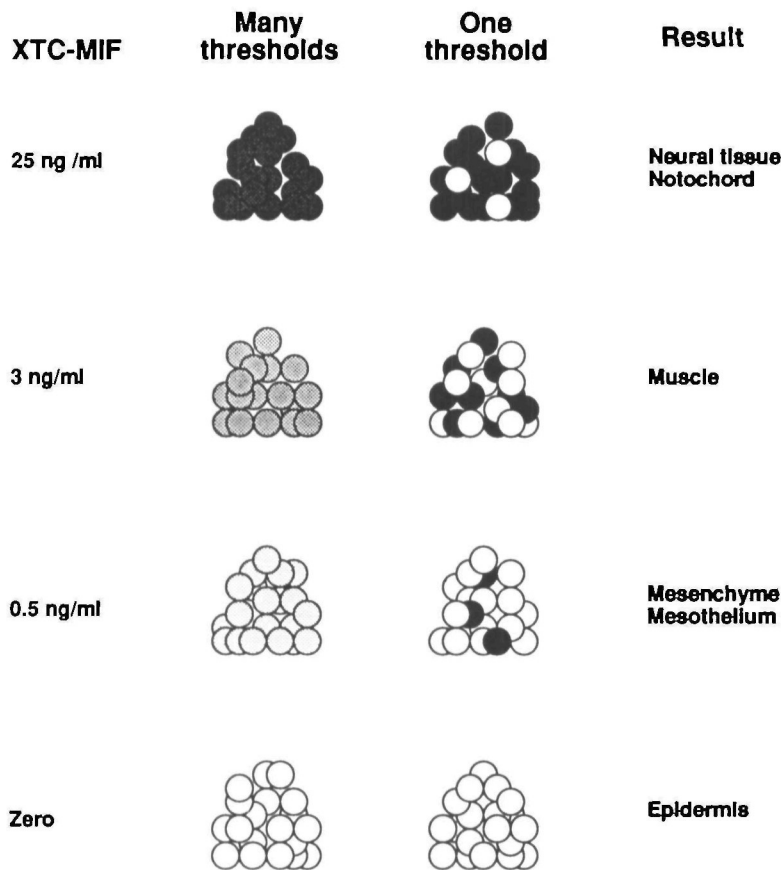 XTC-MIF
Many
thresholds
One
threshold
Result
25 ng /ml
Neural tissue
Notochord
3 ng/ml
Muscle
0.5 ng/ml
Mesenchyme
Mesothelium
Zero
Epidermis